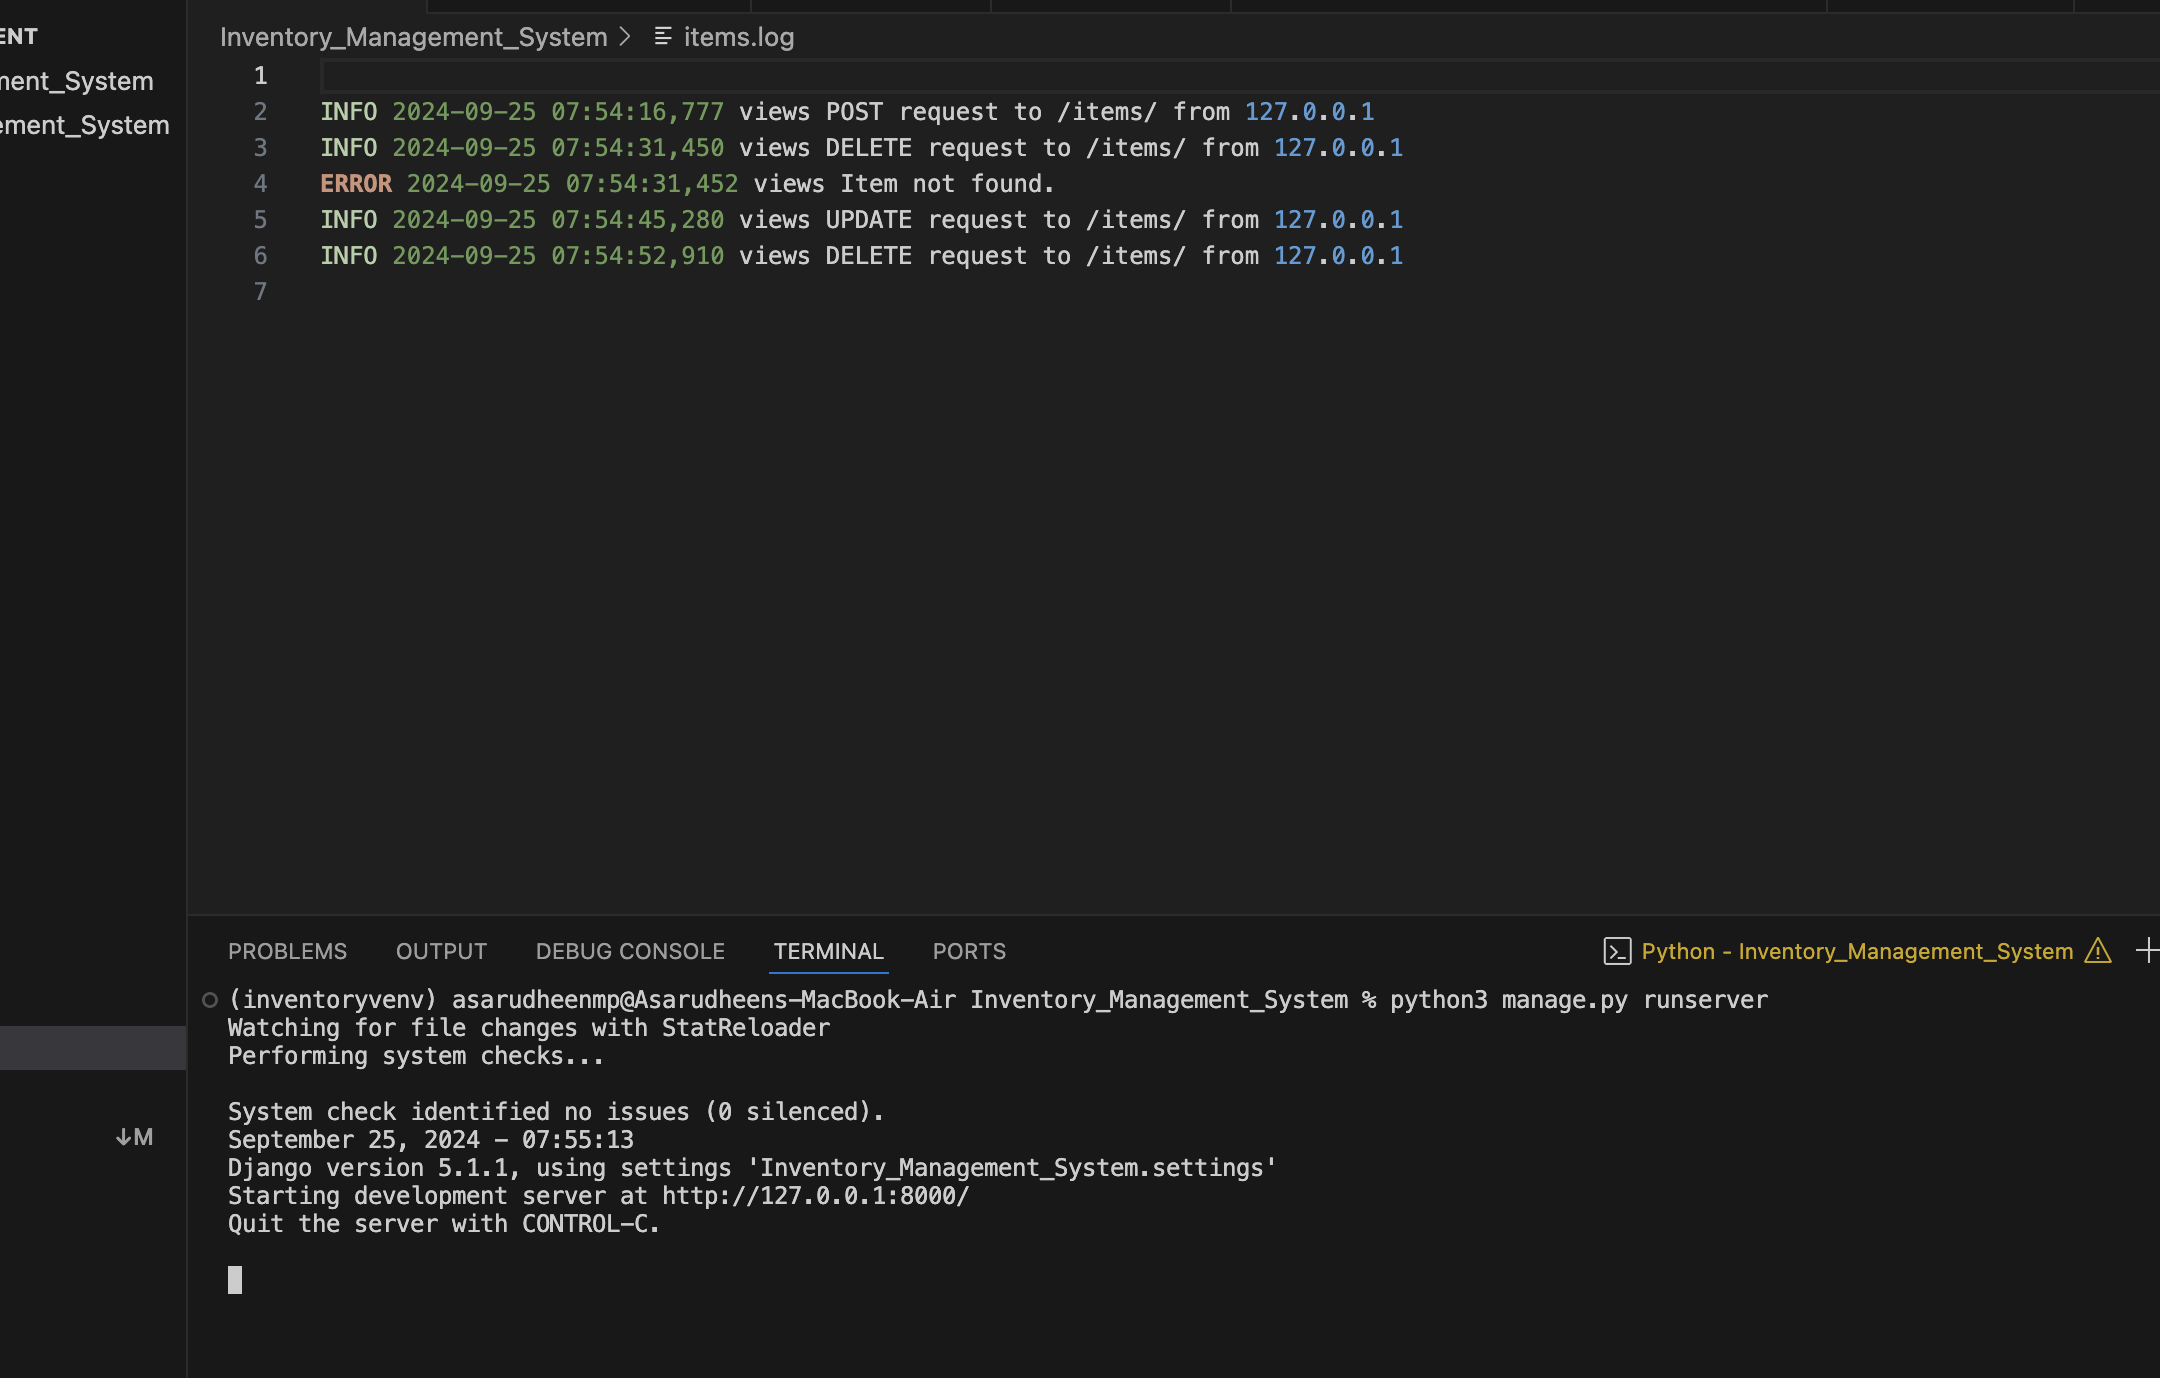 ENT
ment_System
ement_System
Inventory_Management_System > items.log
1
2 INFO 2024-09-25 07:54:16,777 views POST request to /items/ from 127.0.0.1
3 INFO 2024-09-25 07:54:31,450 views DELETE request to /items/ from 127.0.0.1
4 ERROR 2024-09-25 07:54:31,452 views Item not found.
5 INFO 2024-09-25 07:54:45,280 views UPDATE request to /items/ from 127.0.0.1
6 INFO 2024-09-25 07:54:52,910 views DELETE request to /items/ from 127.0.0.1
7
↓M
PROBLEMS OUTPUT DEBUG CONSOLE TERMINAL PORTS Python - Inventory_Management_System
(inventoryvenv) asarudheenmp@Asarudheens-MacBook-Air Inventory_Management_System % python3 manage.py runserver
Watching for file changes with StatReloader
Performing system checks...
System check identified no issues (0 silenced).
September 25, 2024 - 07:55:13
Django version 5.1.1, using settings 'Inventory_Management_System.settings'
Starting development server at http://127.0.0.1:8000/
Quit the server with CONTROL-C.